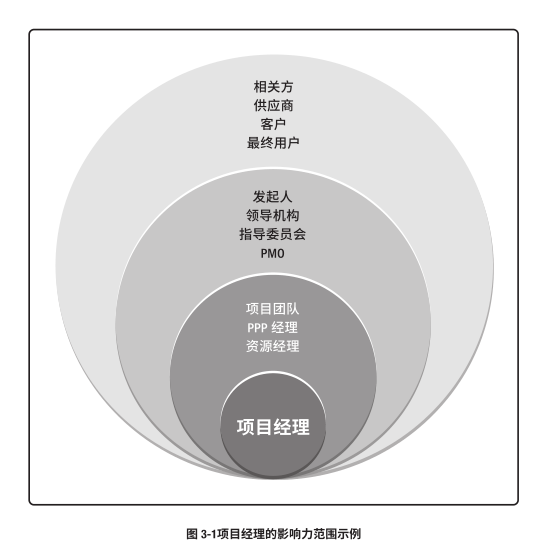 相关方
供应商
客户
最终用户
发起人
领导机构
指导委员会
PMO
项目团队
PPP 经理
资源经理
项目经理
图 3-1项目经理的影响力范围示例